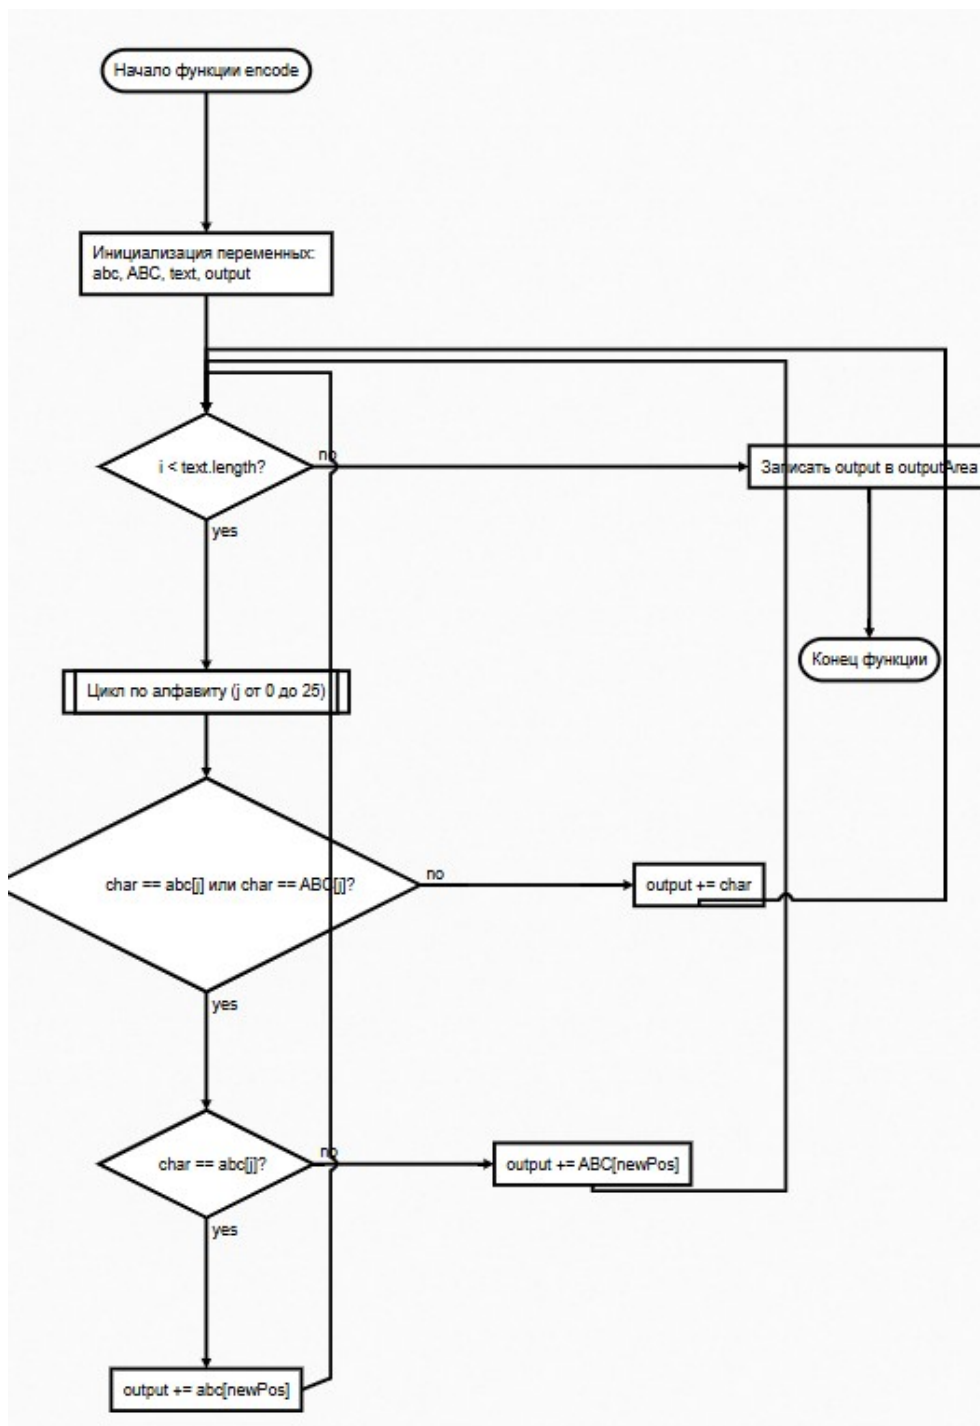 Начало функции encode
Инициализация переменных:
abc, ABC, text, output
i < text.length?
no
Записать output в outputArea
yes
Конец функции
Цикл по алфавиту (j от 0 до 25)
char == abc[j] или char == ABC[j]?
no
output += char
yes
char == abc[j]?
no
output += ABC[newPos]
yes
output += abc[newPos]